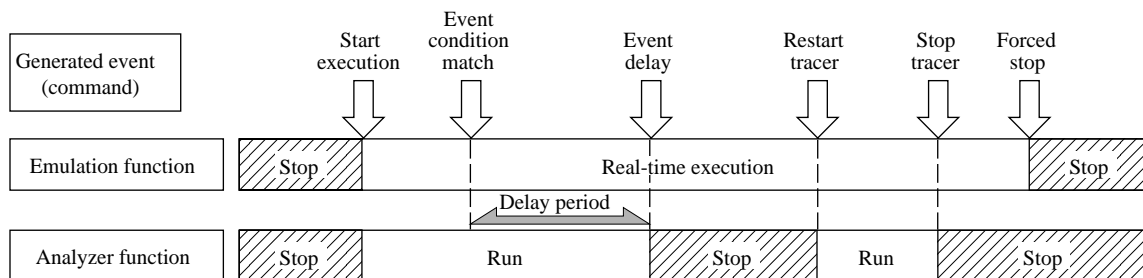 Generated event
(command)
Start
execution
Event
condition
match
Event
delay
Restart
tracer
Stop
tracer
Forced
stop
Emulation function
Stop
Real-time execution
Stop
Delay period
Analyzer function
Stop
Run
Stop
Run
Stop